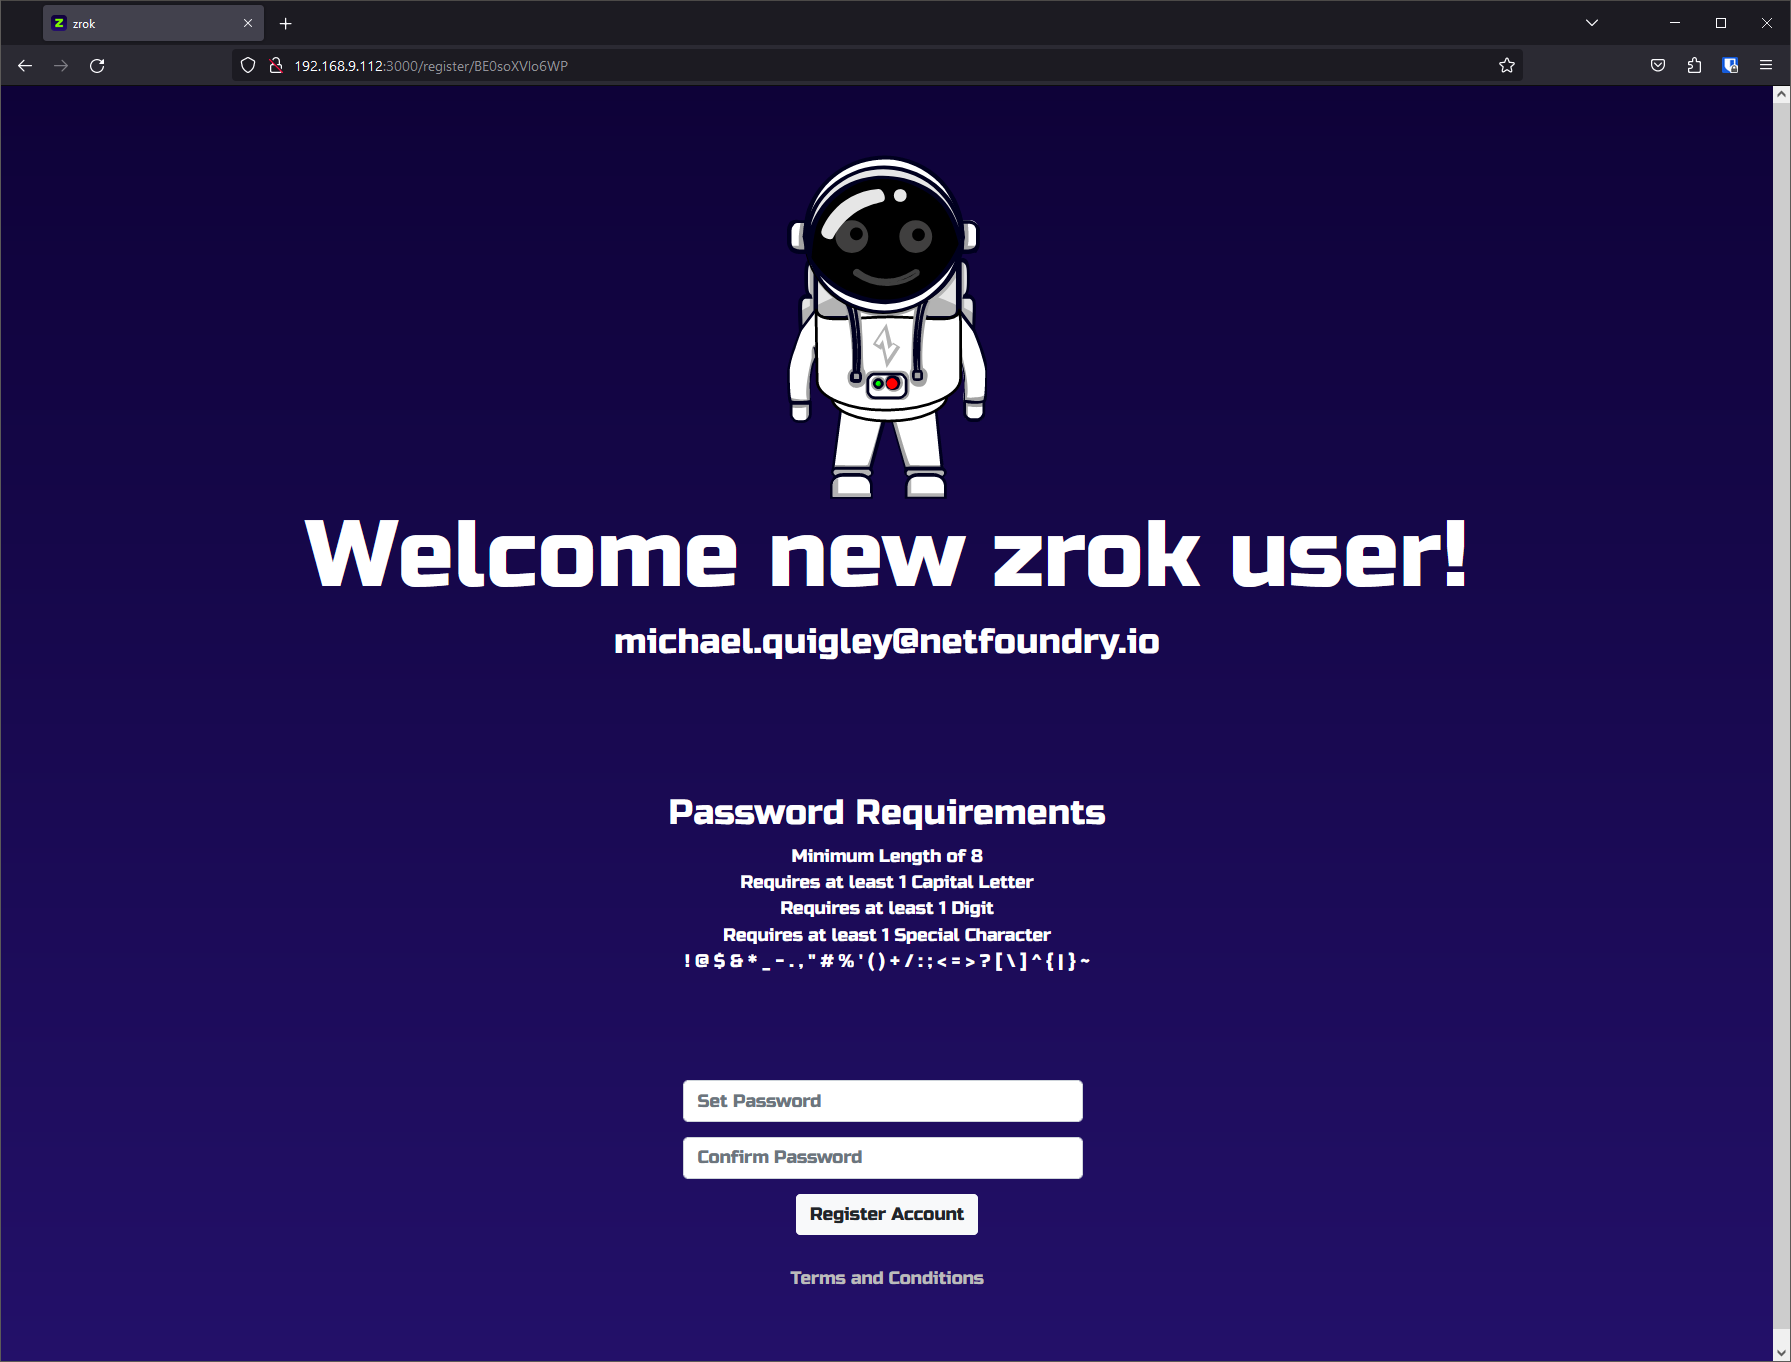 zrok
192.168.9.112:3000/register/BE0soXVIo6WP
Welcome new zrok user!
michael.quigley@netfoundry.io
Password Requirements
Minimum Length of 8
Requires at least 1 Capital Letter
Requires at least 1 Digit
Requires at least 1 Special Character
! @ $ & * _ - . , " # % ' ( ) + / : ; < = > ? [ \ ] ^ { | } ~
Set Password
Confirm Password
Register Account
Terms and Conditions